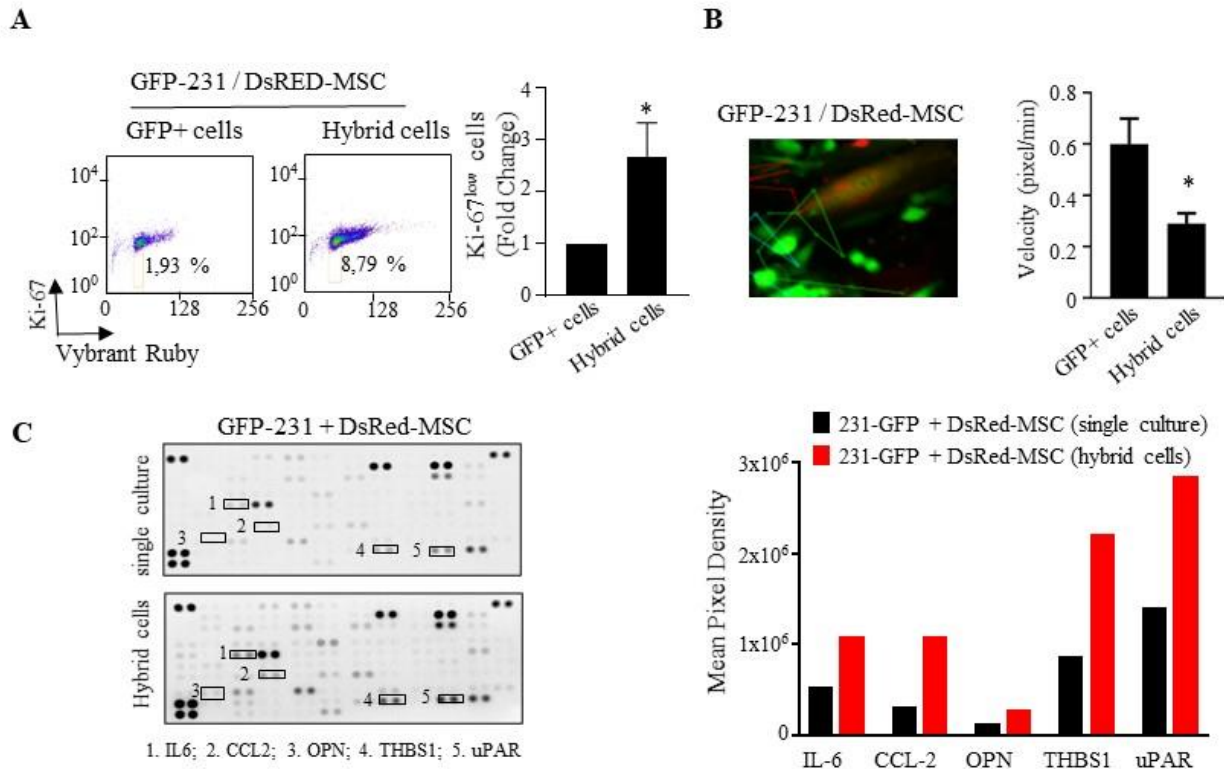 A
GFP-231 / DsRED-MSC
GFP+ cells
Hybrid cells
10⁴
10²
10⁰
1,93 %
0
128
256
10⁴
10²
10⁰
8,79 %
0
128
256
Ki-67
Vybrant Ruby
Ki-67low cells
(Fold Change)
4
3
2
1
0
*
GFP+ cells
Hybrid cells
B
GFP-231 / DsRed-MSC
Velocity (pixel/min)
0.8
0.6
0.4
0.2
0
*
GFP+ cells
Hybrid cells
C
GFP-231 + DsRed-MSC
single culture
1
2
3
4
5
Hybrid cells
1
2
3
4
5
1. IL6; 2. CCL2; 3. OPN; 4. THBS1; 5. uPAR
231-GFP + DsRed-MSC (single culture)
231-GFP + DsRed-MSC (hybrid cells)
Mean Pixel Density
3x10⁶
2x10⁶
1x10⁶
0
IL-6
CCL-2
OPN
THBS1
uPAR